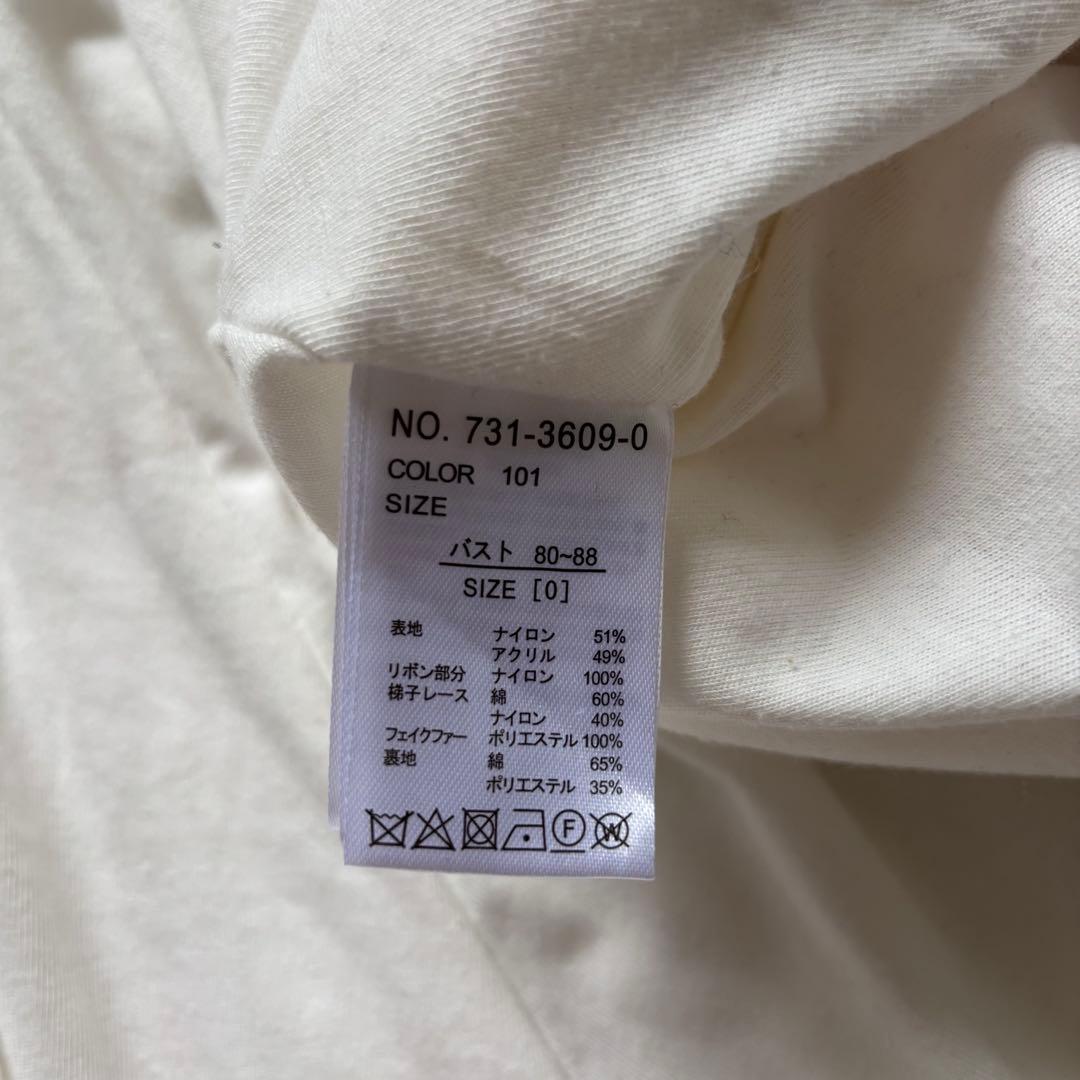 NO. 731-3609-0
COLOR 101
SIZE
バスト 80~88
SIZE [0]
表地 ナイロン 51%
アクリル 49%
リボン部分 ナイロン 100%
梯子レース 綿 60%
ナイロン 40%
フェイクファー ポリエステル 100%
裏地 綿 65%
ポリエステル 35%
F W